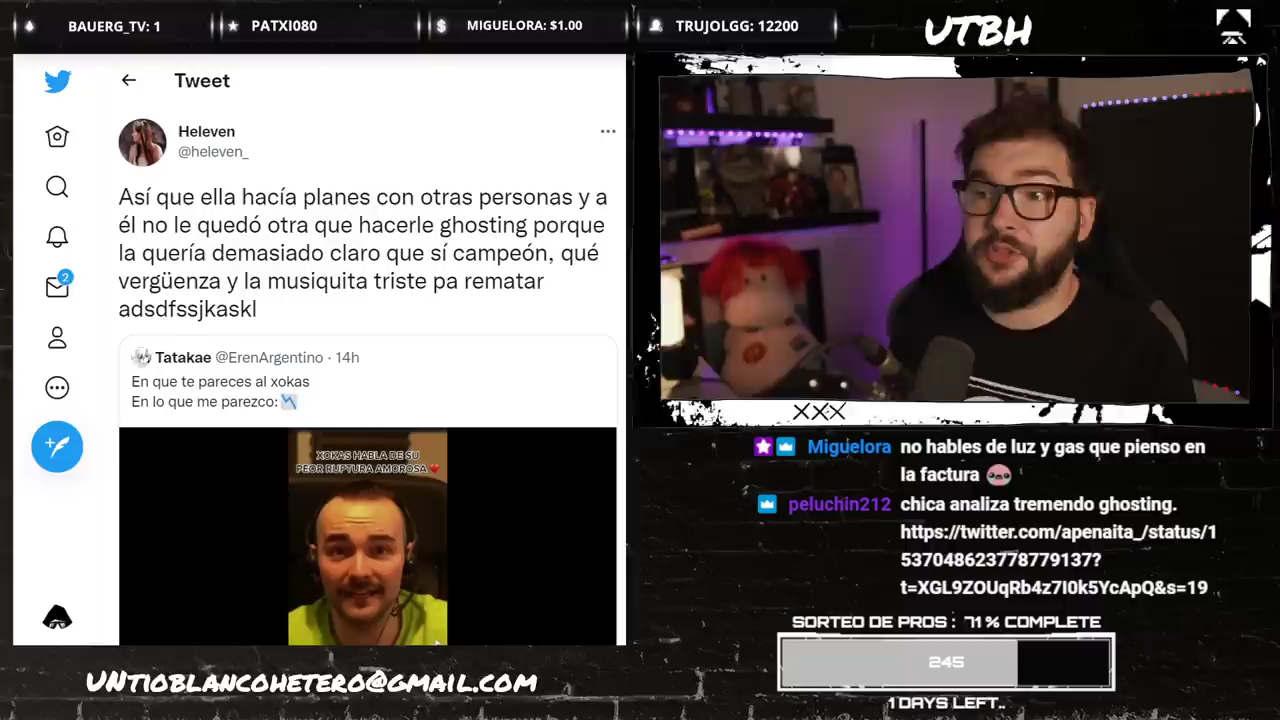 BAUERG_TV: 1
PATXI080
MIGUELORA: $1.00
TRUJOLGG: 12200
UTBH
Tweet
Heleven
@heleven_
Así que ella hacía planes con otras personas y a
él no le quedó otra que hacerle ghosting porque
la quería demasiado claro que sí campeón, qué
vergüenza y la musiquita triste pa rematar
adsdfssjkaskl
2
Tatakae @ErenArgentino · 14h
En que te pareces al xokas
En lo que me parezco:
XOKAS HABLA DE SU
PEOR RUPTURA AMOROSA
XXX
Miguelora no hables de luz y gas que pienso en
la factura
peluchin212 chica analiza tremendo ghosting.
https://twitter.com/apenaita_/status/1
537048623778779137?
t=XGL9ZOUqRb4z7I0k5YcApQ&s=19
SORTEO DE PROS : 71% COMPLETE
245
1 DAYS LEFT..
UNTIOBLANCOHETERO@GMAIL.COM